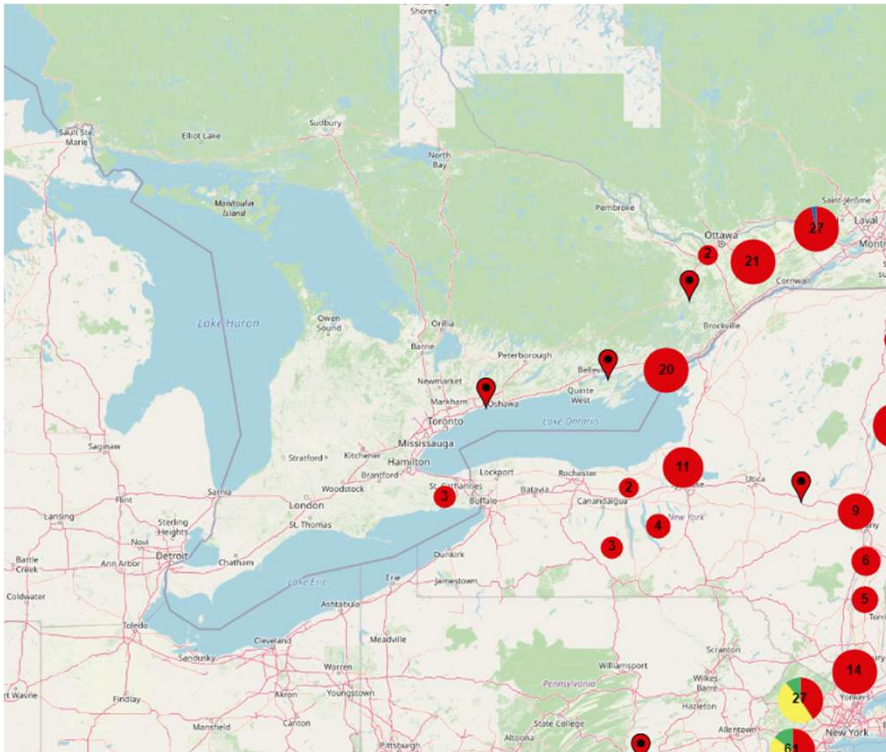 Shores
Sault Ste.
Marie
Elliot Lake
Sudbury
North
Bay
Manitoulin
Island
Pembroke
Saint-Jérôme
Ottawa
27
Laval
2
21
Cornwall
Lake Huron
Owen
Sound
Orillia
Brockville
Barrie
Peterborough
20
Newmarket
Markham
Quinte
West
Toronto
Lake Ontario
Mississauga
Saginaw
Stratford
Kitchener
Hamilton
Lockport
Rochester
11
Brantford
Utica
Sarnia
Woodstock
3
Buffalo
Batavia
2
Flint
London
Canandaigua
9
Lansing
St. Thomas
4
New York
Sterling
Heights
Novi
3
Detroit
Dunkirk
Battle
Creek
Ann Arbor
Chatham
6
Lake Erie
Erie
Jamestown
Coldwater
Ashtabula
5
Toledo
Cleveland
Meadville
Sandusky
Scranton
Warren
Williamsport
14
Wilkes
Barre
Findlay
Akron
Youngstown
Pennsylvania
27
Yonkers
Hazleton
Mansfield
Canton
State College
Allentown
New York
Altoona
Pittsburgh